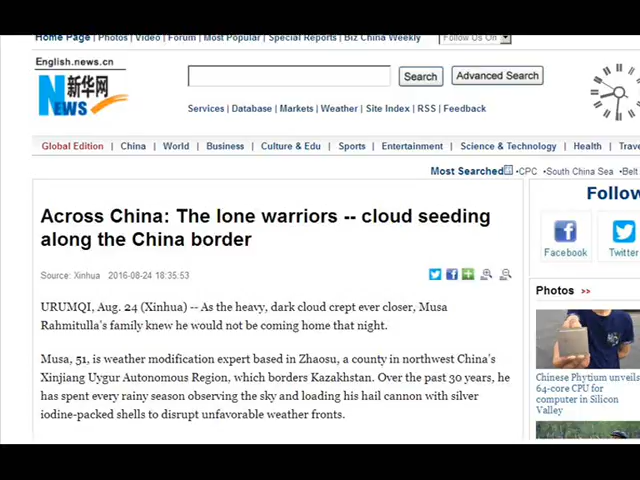 Home Page | Photos | Video | Forum | Most Popular | Special Reports | Biz China Weekly
Follow Us On
English.news.cn
新华网
NEWS
Search
Advanced Search
Services | Database | Markets | Weather | Site Index | RSS | Feedback
Global Edition | China | World | Business | Culture & Edu | Sports | Entertainment | Science & Technology | Health | Trave
Most Searched •CPC •South China Sea •Belt
Across China: The lone warriors -- cloud seeding
along the China border
Source: Xinhua 2016-08-24 18:35:53
URUMQI, Aug. 24 (Xinhua) -- As the heavy, dark cloud crept ever closer, Musa
Rahmitulla's family knew he would not be coming home that night.
Musa, 51, is weather modification expert based in Zhaosu, a county in northwest China's
Xinjiang Uygur Autonomous Region, which borders Kazakhstan. Over the past 30 years, he
has spent every rainy season observing the sky and loading his hail cannon with silver
iodine-packed shells to disrupt unfavorable weather fronts.
Follow
Facebook
Twitter
Photos >>
Chinese Phytium unveils
64-core CPU for
computer in Silicon
Valley